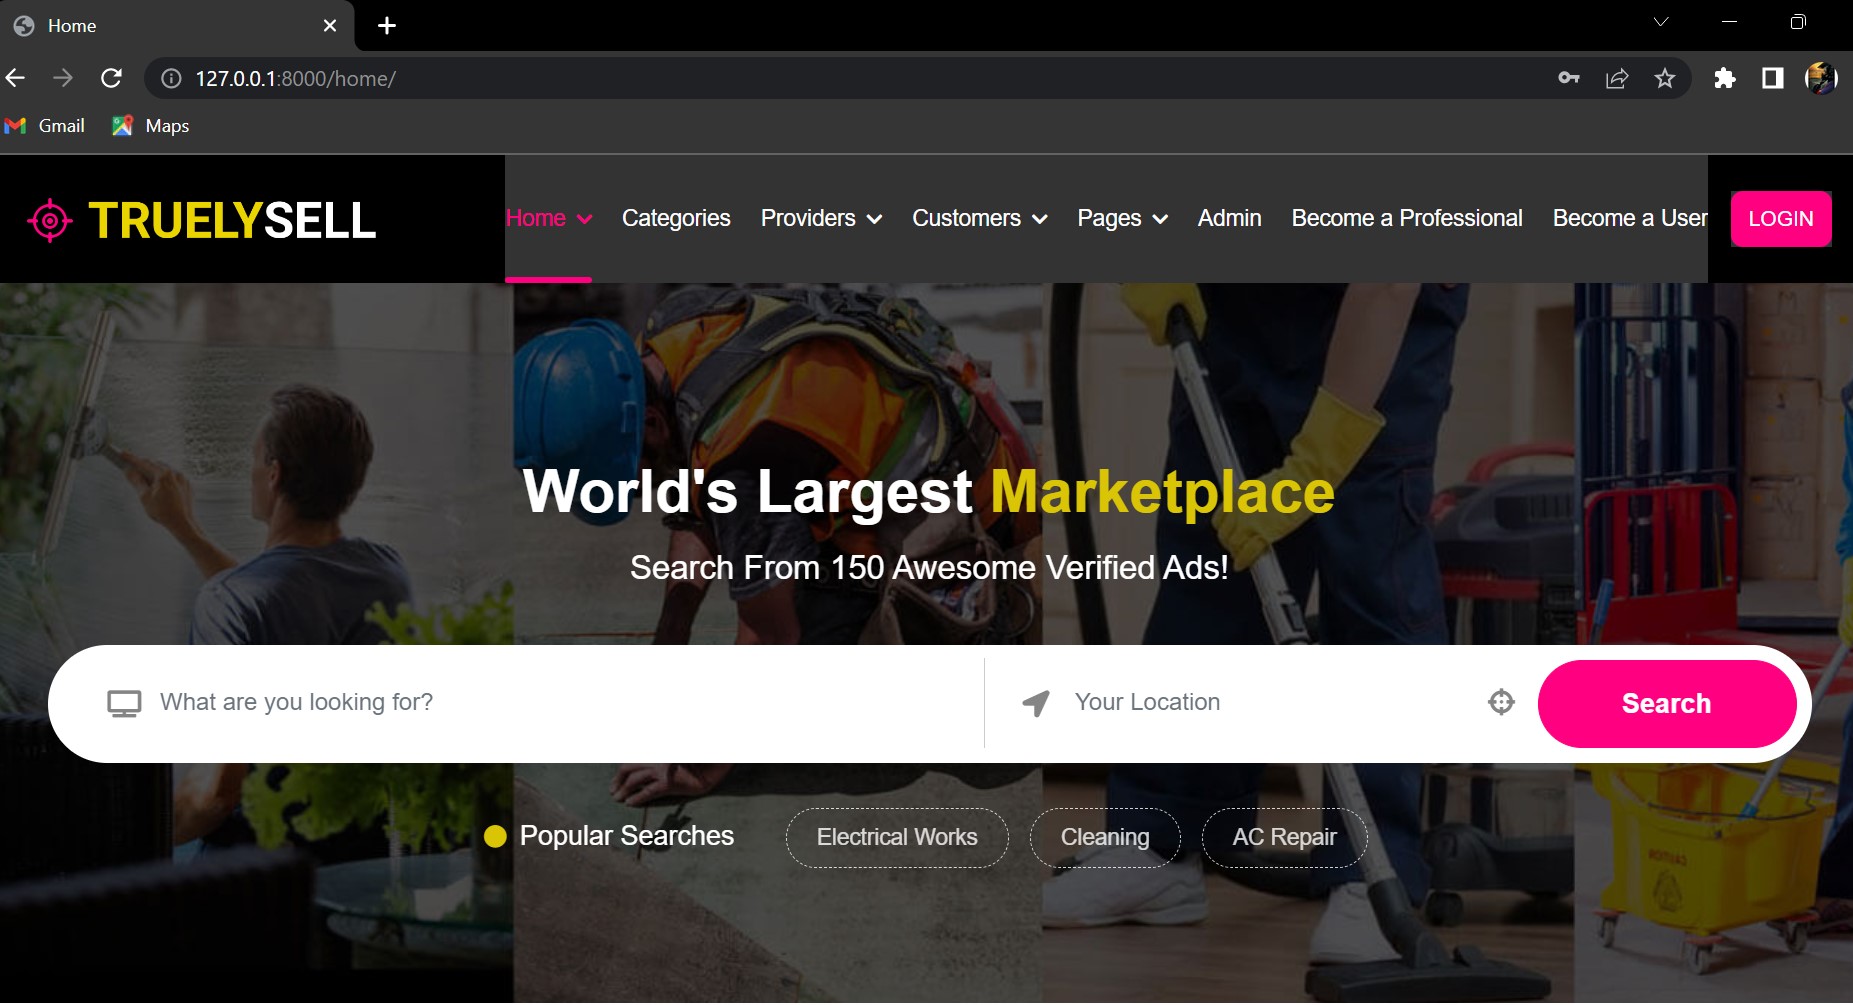 Home
127.0.0.1:8000/home/
Gmail Maps
TRUELYSELL Home Categories Providers Customers Pages Admin Become a Professional Become a User LOGIN
World's Largest Marketplace
Search From 150 Awesome Verified Ads!
What are you looking for? Your Location Search
Popular Searches Electrical Works Cleaning AC Repair